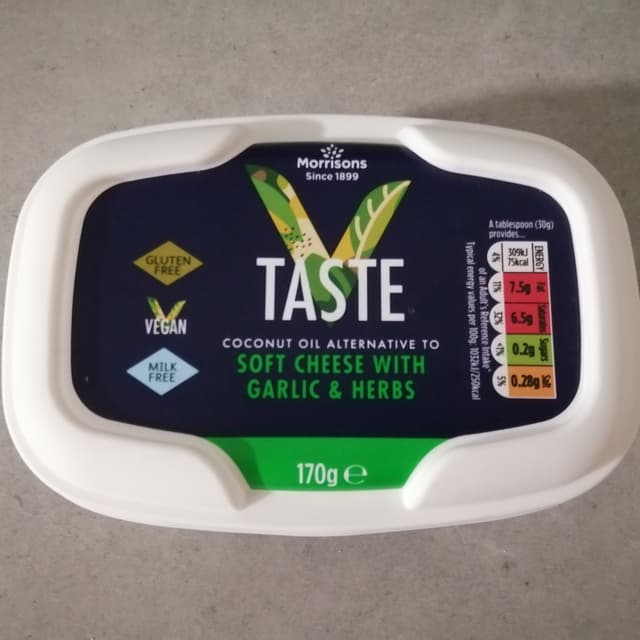 Morrisons
Since 1899
V
TASTE
COCONUT OIL ALTERNATIVE TO
SOFT CHEESE WITH
GARLIC & HERBS
170g ℮
GLUTEN
FREE
VEGAN
MILK
FREE
A tablespoon (30g)
provides...
ENERGY
309kJ
75kcal
4%
Fat
7.5g
11%
Saturates
6.5g
32%
Sugars
0.2g
<1%
Salt
0.28g
5%
of an Adult's Reference Intake*
Typical energy values per 100g: 1032kJ/250kcal